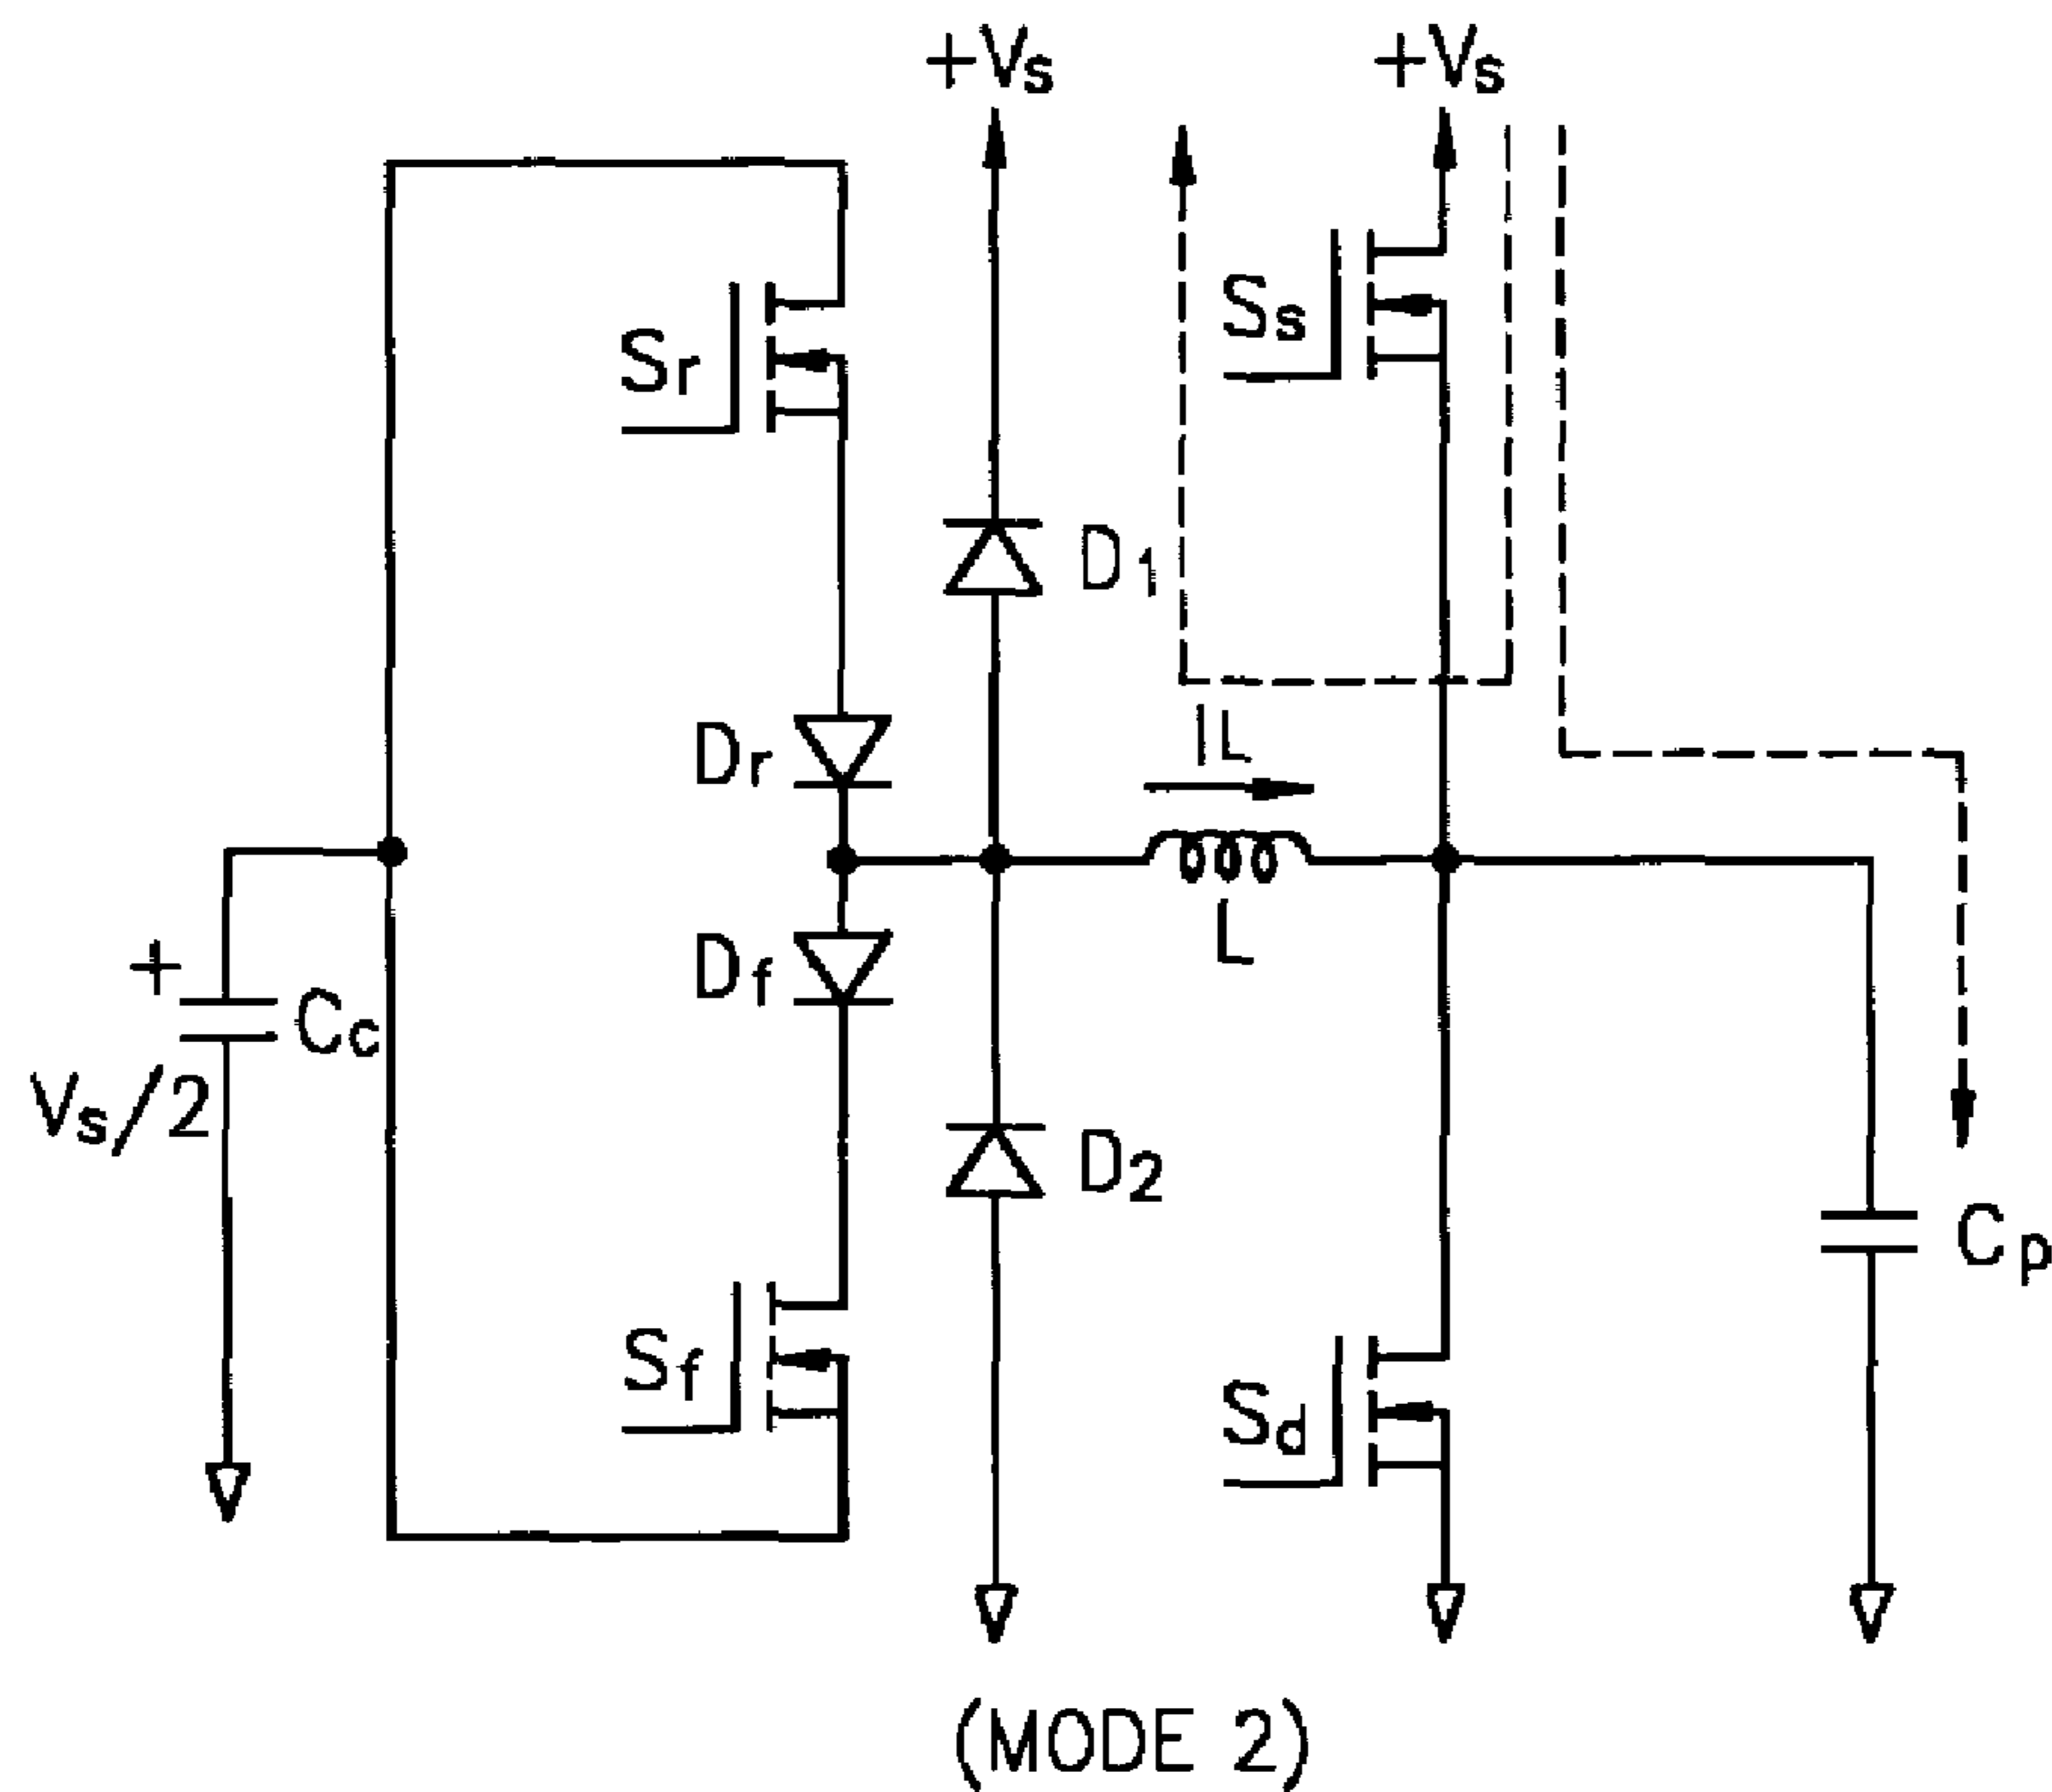 +Vs
+Vs
Sr
Ss
D1
Dr
IL
L
Df
+
Cc
Vs/2
D2
Cp
Sf
Sd
(MODE 2)